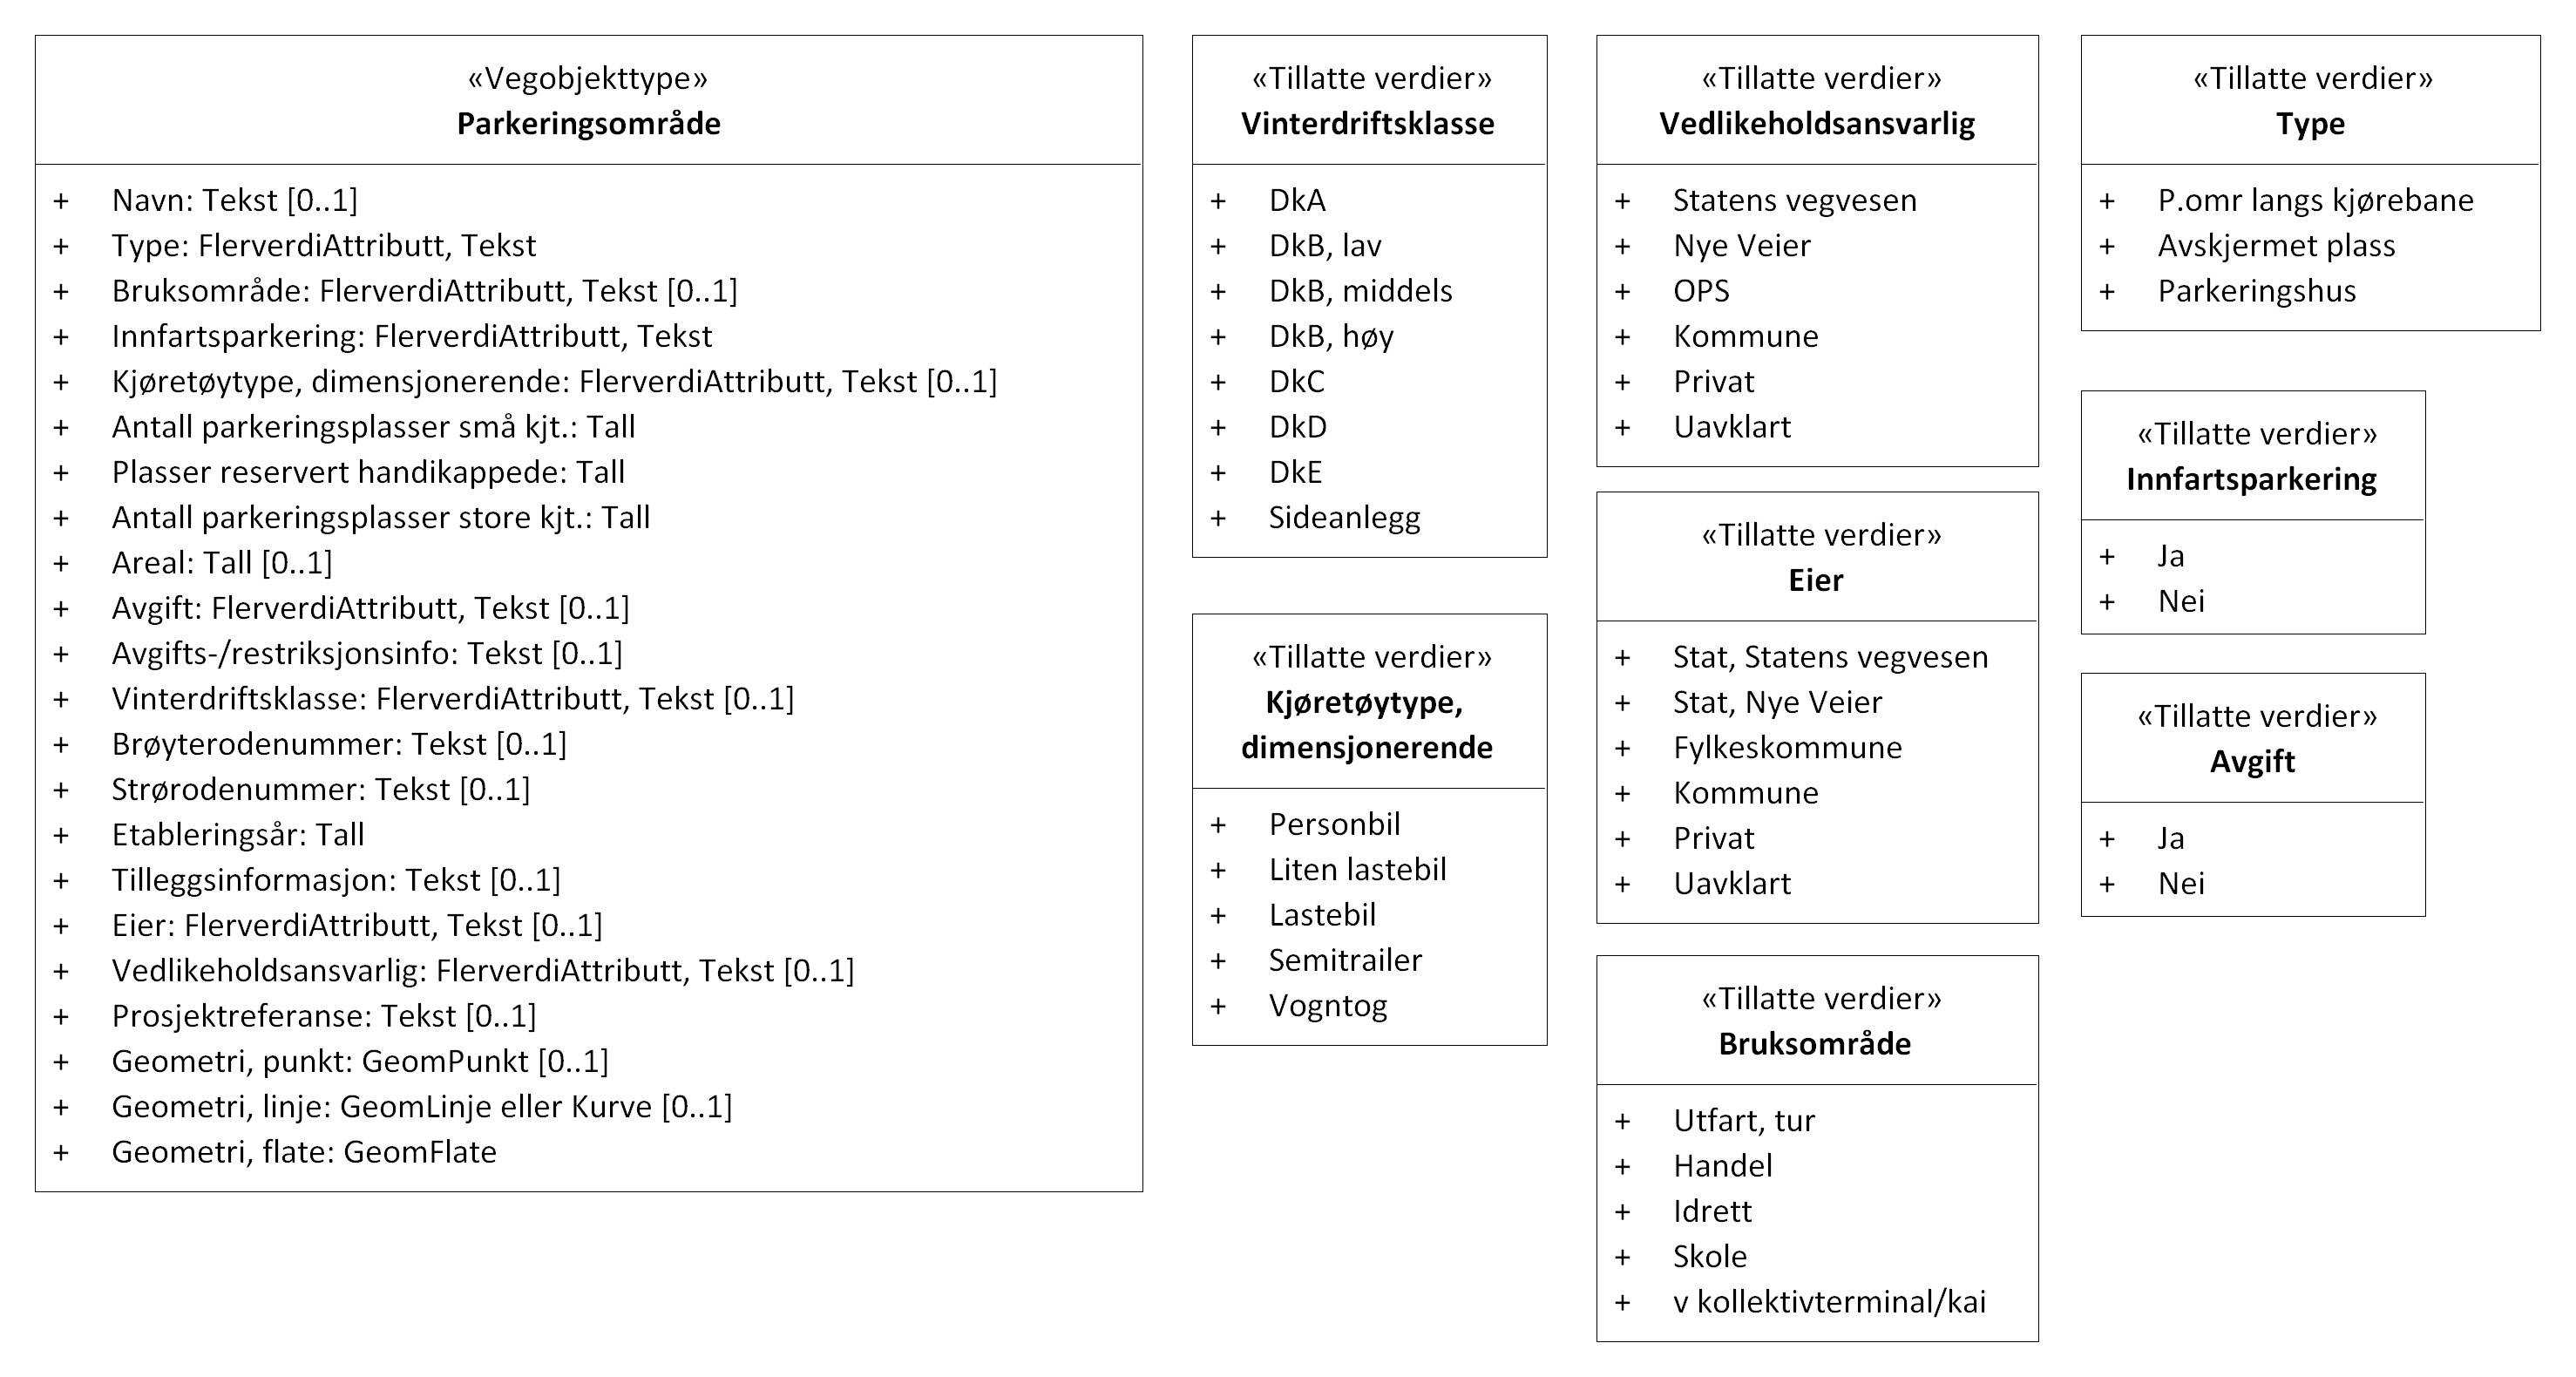 «Vegobjekttype»
Parkeringsområde
+ Navn: Tekst [0..1]
+ Type: FlerverdiAttributt, Tekst
+ Bruksområde: FlerverdiAttributt, Tekst [0..1]
+ Innfartsparkering: FlerverdiAttributt, Tekst
+ Kjøretøytype, dimensjonerende: FlerverdiAttributt, Tekst [0..1]
+ Antall parkeringsplasser små kjt.: Tall
+ Plasser reservert handikappede: Tall
+ Antall parkeringsplasser store kjt.: Tall
+ Areal: Tall [0..1]
+ Avgift: FlerverdiAttributt, Tekst [0..1]
+ Avgifts-/restriksjonsinfo: Tekst [0..1]
+ Vinterdriftsklasse: FlerverdiAttributt, Tekst [0..1]
+ Brøyterodenummer: Tekst [0..1]
+ Strørodenummer: Tekst [0..1]
+ Etableringsår: Tall
+ Tilleggsinformasjon: Tekst [0..1]
+ Eier: FlerverdiAttributt, Tekst [0..1]
+ Vedlikeholdsansvarlig: FlerverdiAttributt, Tekst [0..1]
+ Prosjektreferanse: Tekst [0..1]
+ Geometri, punkt: GeomPunkt [0..1]
+ Geometri, linje: GeomLinje eller Kurve [0..1]
+ Geometri, flate: GeomFlate
«Tillatte verdier»
Vinterdriftsklasse
+ DkA
+ DkB, lav
+ DkB, middels
+ DkB, høy
+ DkC
+ DkD
+ DkE
+ Sideanlegg
«Tillatte verdier»
Kjøretøytype,
dimensjonerende
+ Personbil
+ Liten lastebil
+ Lastebil
+ Semitrailer
+ Vogntog
«Tillatte verdier»
Vedlikeholdsansvarlig
+ Statens vegvesen
+ Nye Veier
+ OPS
+ Kommune
+ Privat
+ Uavklart
«Tillatte verdier»
Eier
+ Stat, Statens vegvesen
+ Stat, Nye Veier
+ Fylkeskommune
+ Kommune
+ Privat
+ Uavklart
«Tillatte verdier»
Bruksområde
+ Utfart, tur
+ Handel
+ Idrett
+ Skole
+ v kollektivterminal/kai
«Tillatte verdier»
Type
+ P.omr langs kjørebane
+ Avskjermet plass
+ Parkeringshus
«Tillatte verdier»
Innfartsparkering
+ Ja
+ Nei
«Tillatte verdier»
Avgift
+ Ja
+ Nei